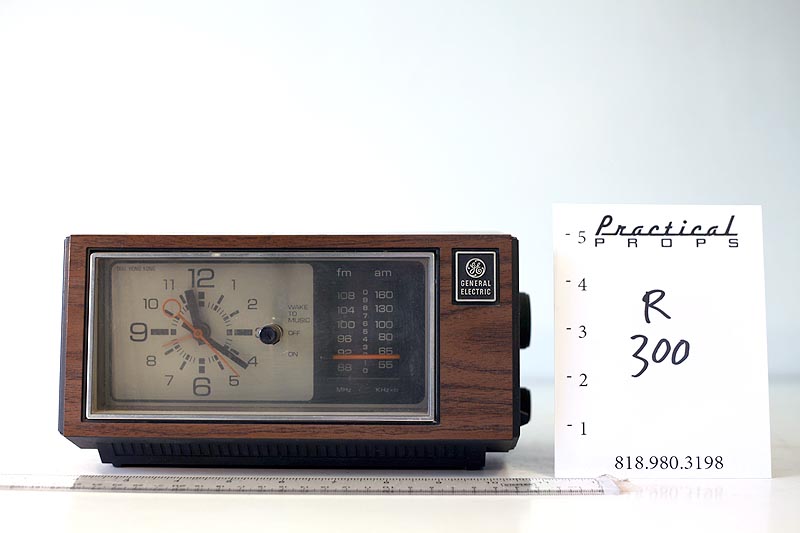 Practical
PROPS
5
4
3
2
1
R
300
818.980.3198
GENERAL
ELECTRIC
12
1
2
4
5
6
7
8
9
10
11
WAKE
TO
MUSIC
OFF
ON
fm am
108 160
104 130
100 100
96 80
92 65
88 55
MHz KHz